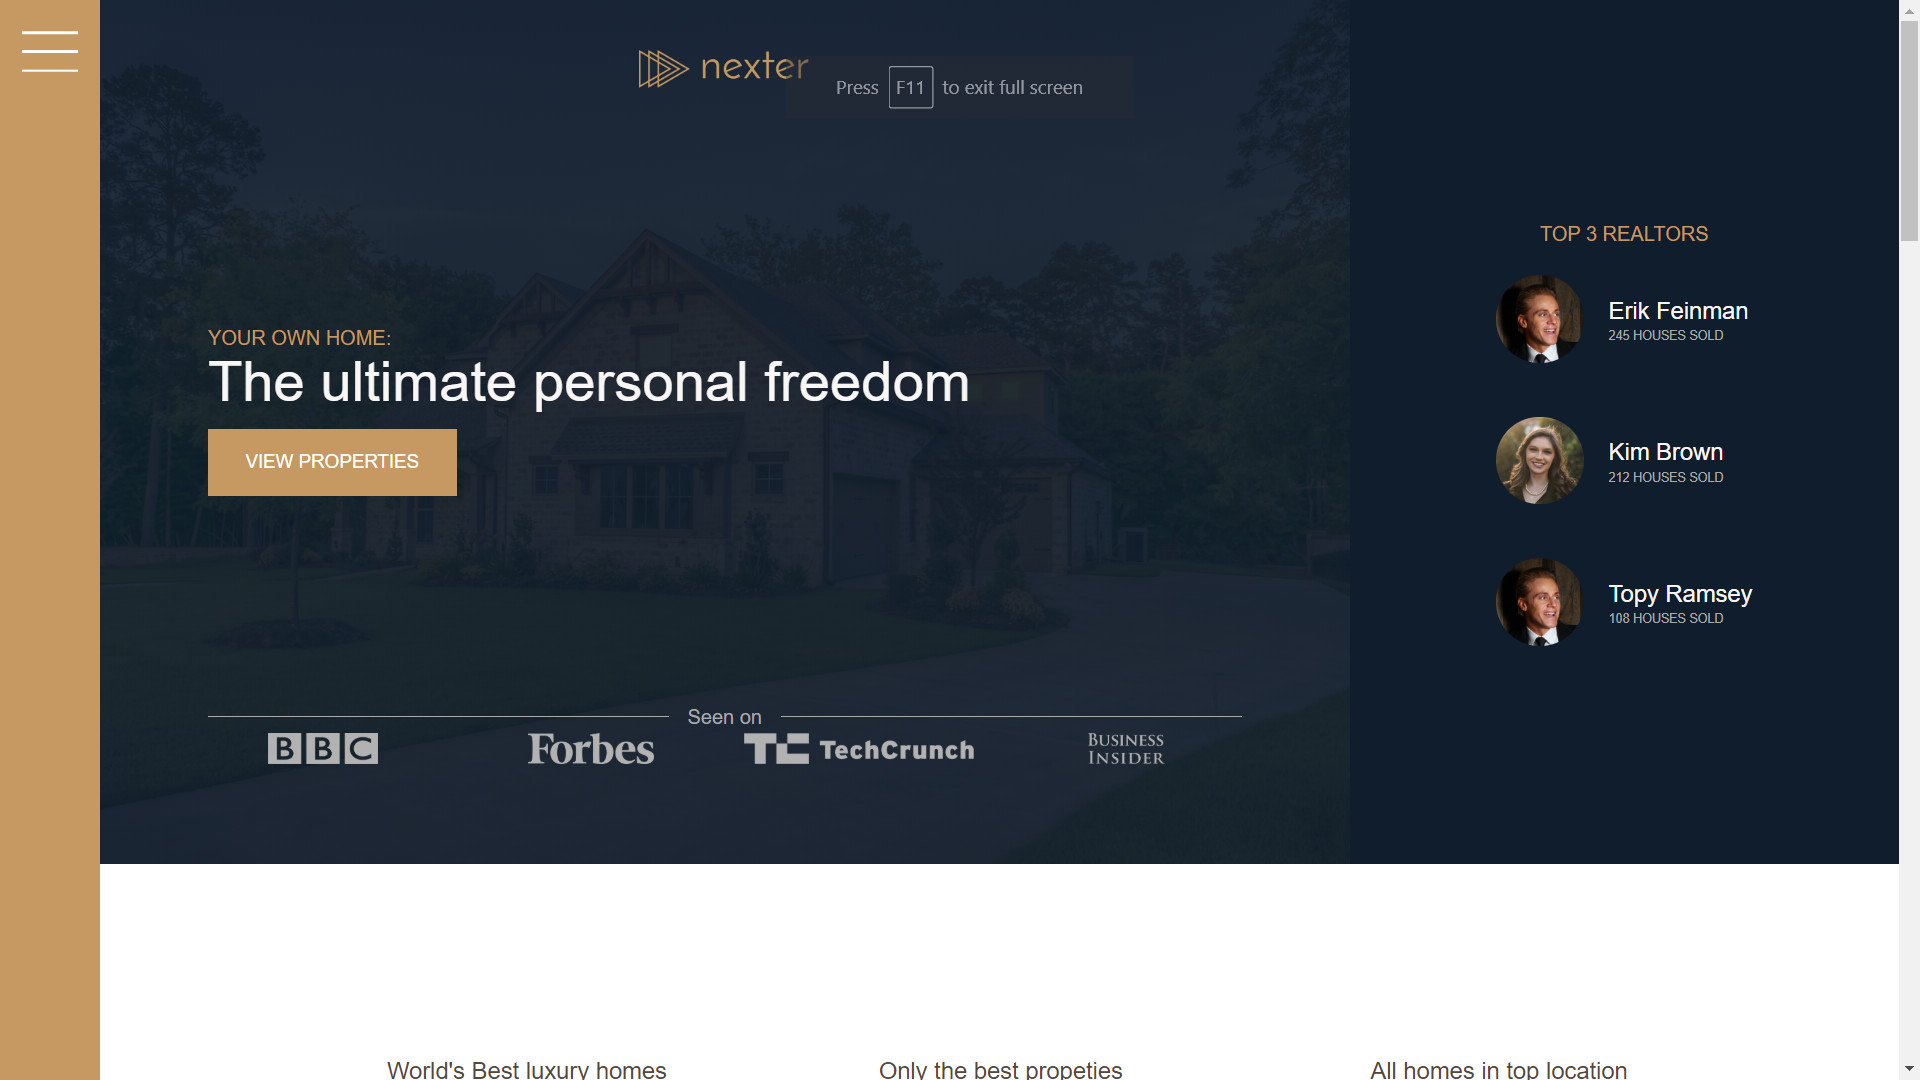 nexter
Press F11 to exit full screen
TOP 3 REALTORS
Erik Feinman
245 HOUSES SOLD
Kim Brown
212 HOUSES SOLD
Topy Ramsey
108 HOUSES SOLD
YOUR OWN HOME:
The ultimate personal freedom
VIEW PROPERTIES
Seen on
BBC
Forbes
TC TechCrunch
BUSINESS
INSIDER
World's Best luxury homes
Only the best propeties
All homes in top location